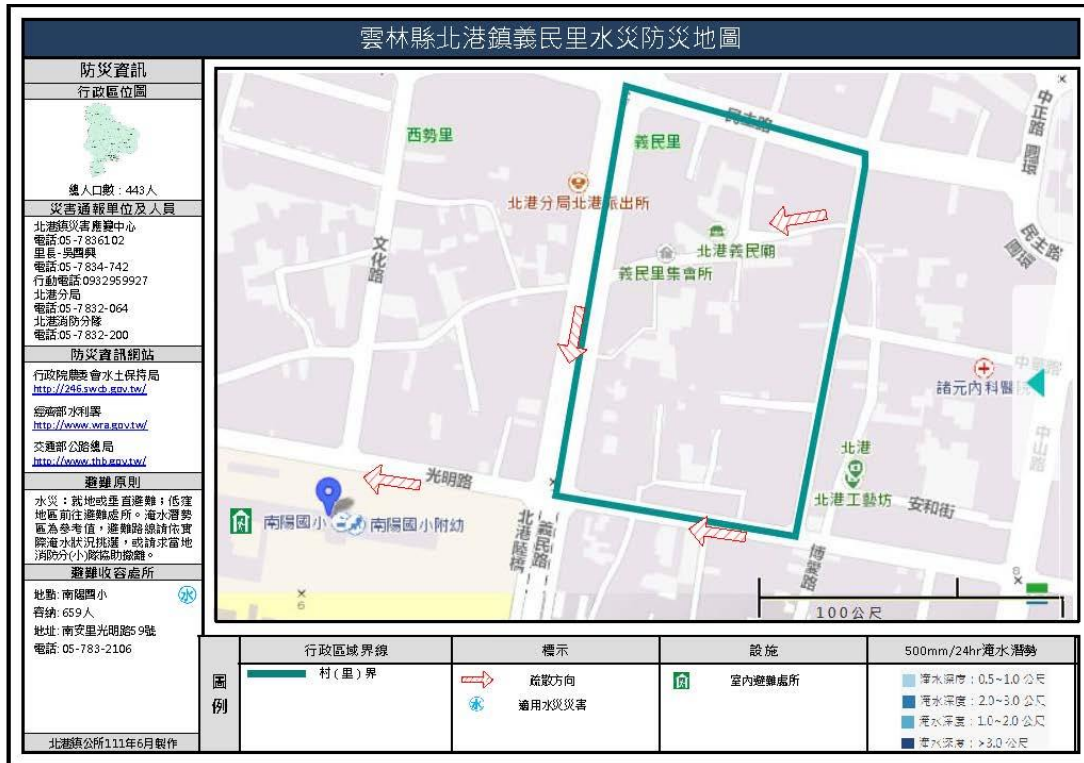 雲林縣北港鎮義民里水災防災地圖
防災資訊
行政區位圖
總人口數：443人
災害通報單位及人員
北港鎮災害應變中心
電話:05-7836102
里長-吳國興
電話:05-7834-742
行動電話:0932959927
北港分局
電話:05-7832-064
北港消防分隊
電話:05-7832-200
防災資訊網站
行政院農委會水土保持局
http://246.swcb.gov.tw/
經濟部水利署
http://www.wra.gov.tw/
交通部公路總局
http://www.thb.gov.tw/
避難原則
水災：就地或垂直避難；低窪
地區前往避難處所。淹水潛勢
區為參考值，避難路線請依實
際淹水狀況挑選，或請求當地
消防分(小)隊協助撤離。
避難收容處所
地點: 南陽國小
水
容納: 659人
地址: 南安里光明路59號
電話: 05-783-2106
北港鎮公所111年6月製作
西勢里
義民里
民主路
中正路
圓環
北港分局北港派出所
北港義民廟
義民里集會所
文化路
民主路
圓環
中華路
諸元內科醫
中山路
北港
北港工藝坊
安和街
光明路
南陽國小
南陽國小附幼
北港陸橋
義民路
博愛路
6
8
100公尺
圖例
行政區域界線
村(里)界
標示
疏散方向
水
適用水災災害
設施
室內避難處所
500mm/24hr淹水潛勢
淹水深度：0.5~1.0 公尺
淹水深度：2.0~3.0 公尺
淹水深度：1.0~2.0 公尺
淹水深度：>3.0 公尺